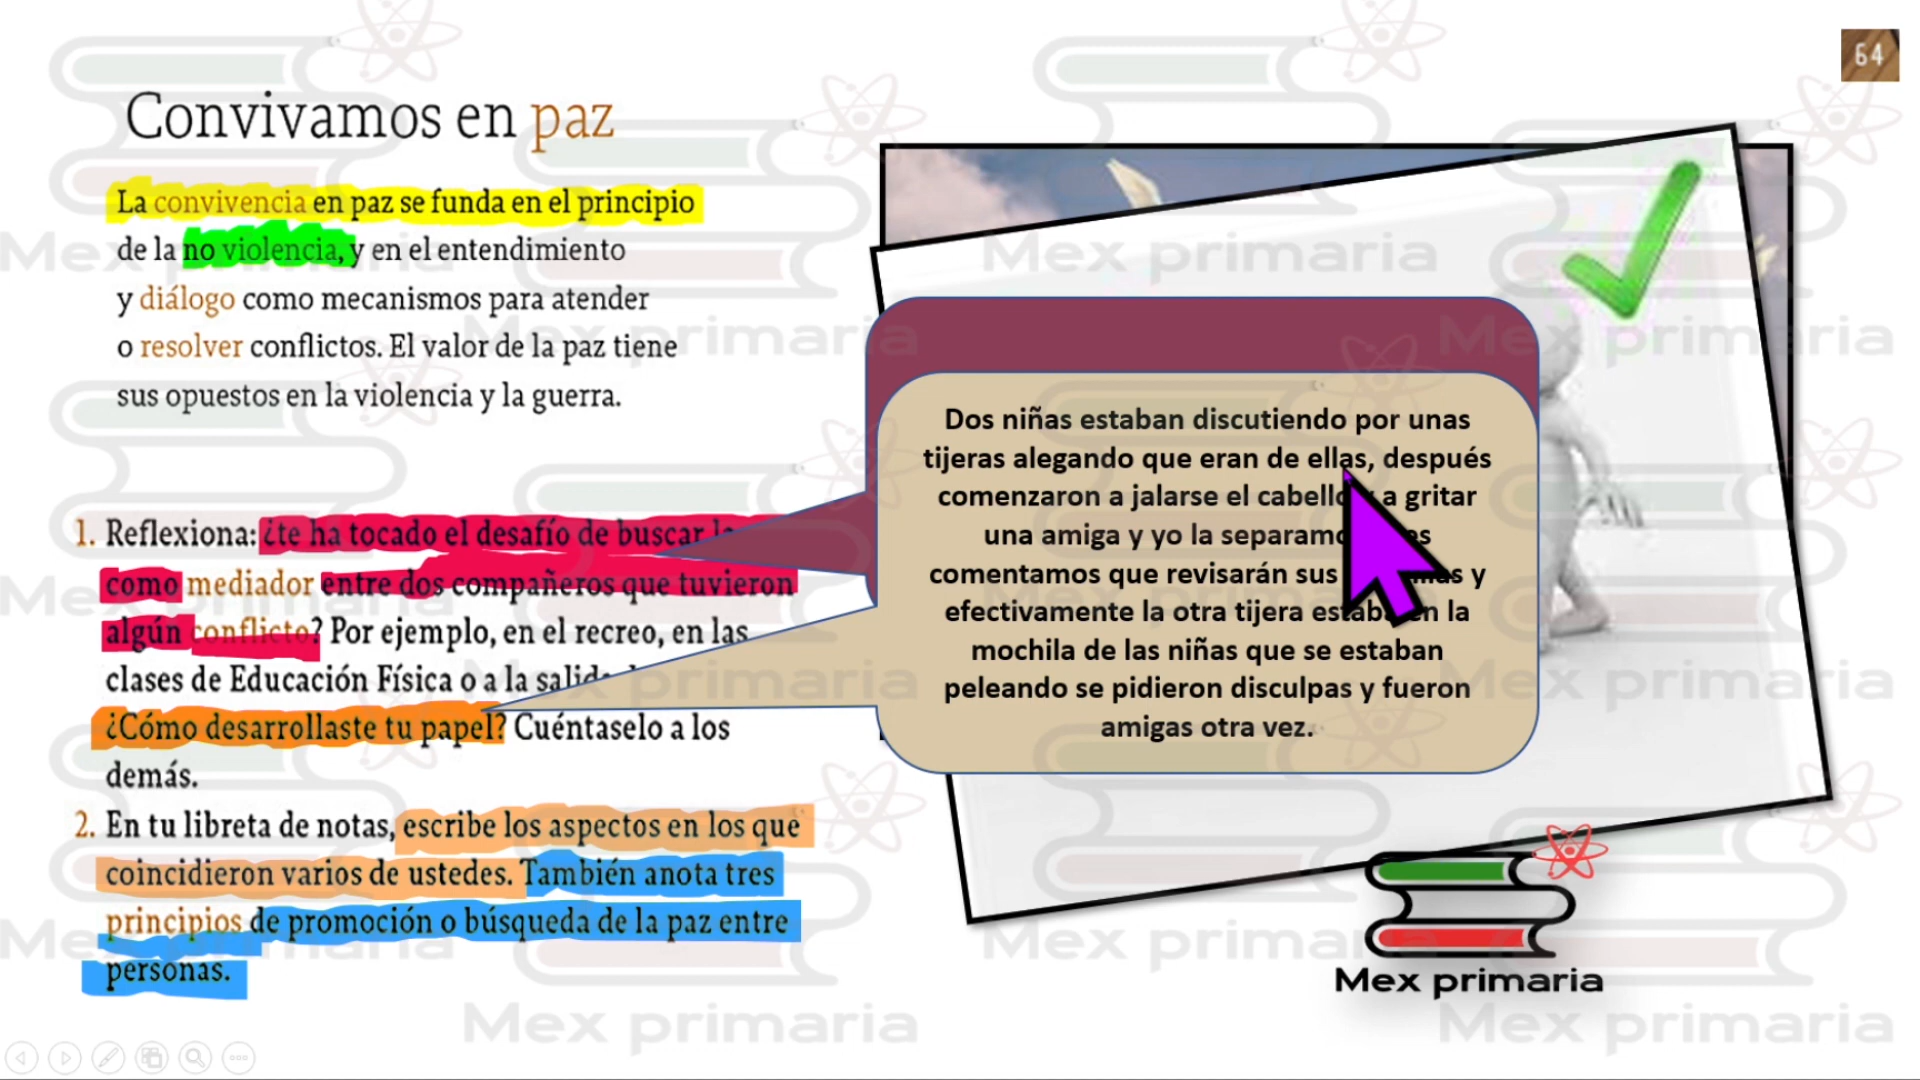 64
Convivamos en paz
La convivencia en paz se funda en el principio
de la no violencia, y en el entendimiento
y diálogo como mecanismos para atender
o resolver conflictos. El valor de la paz tiene
sus opuestos en la violencia y la guerra.
1. Reflexiona: ¿te ha tocado el desafío de buscar
como mediador entre dos compañeros que tuvieron
algún conflicto? Por ejemplo, en el recreo, en las
clases de Educación Física o a la
¿Cómo desarrollaste tu papel? Cuéntaselo a los
demás.
2. En tu libreta de notas, escribe los aspectos en los que
coincidieron varios de ustedes. También anota tres
principios de promoción o búsqueda de la paz entre
personas.
Dos niñas estaban discutiendo por unas
tijeras alegando que eran de ellas, después
comenzaron a jalarse el a gritar
una amiga y yo la
comentamos que revisarán sus y
efectivamente la otra tijera la
mochila de las niñas que se estaban
peleando se pidieron disculpas y fueron
amigas otra vez.
Mex primaria